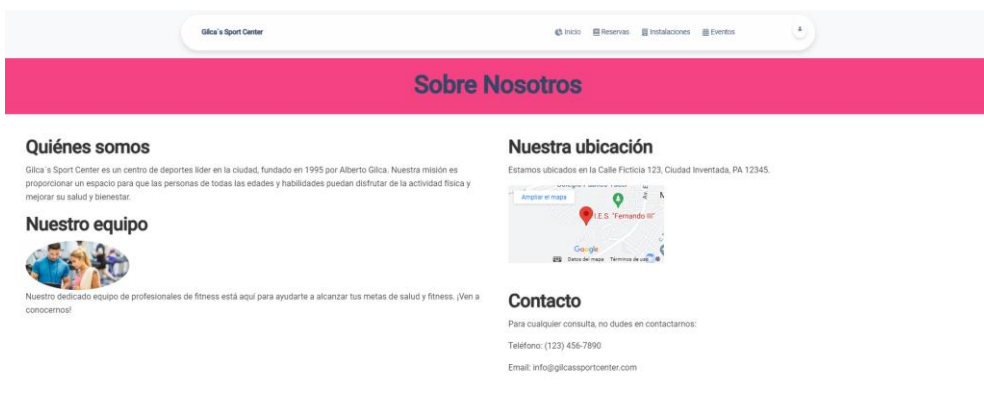 Gilca´s Sport Center
Inicio
Reservas
Instalaciones
Eventos
Sobre Nosotros
Quiénes somos
Gilca´s Sport Center es un centro de deportes líder en la ciudad, fundado en 1995 por Alberto Gilca. Nuestra misión es
proporcionar un espacio para que las personas de todas las edades y habilidades puedan disfrutar de la actividad física y
mejorar su salud y bienestar.
Nuestro equipo
Nuestro dedicado equipo de profesionales de fitness está aquí para ayudarte a alcanzar tus metas de salud y fitness. ¡Ven a
conocernos!
Nuestra ubicación
Estamos ubicados en la Calle Ficticia 123, Ciudad Inventada, PA 12345.
Ampliar el mapa
I.E.S. "Fernando III"
Google
Datos del mapa
Términos de uso
Contacto
Para cualquier consulta, no dudes en contactarnos:
Teléfono: (123) 456-7890
Email: info@gilcassportcenter.com